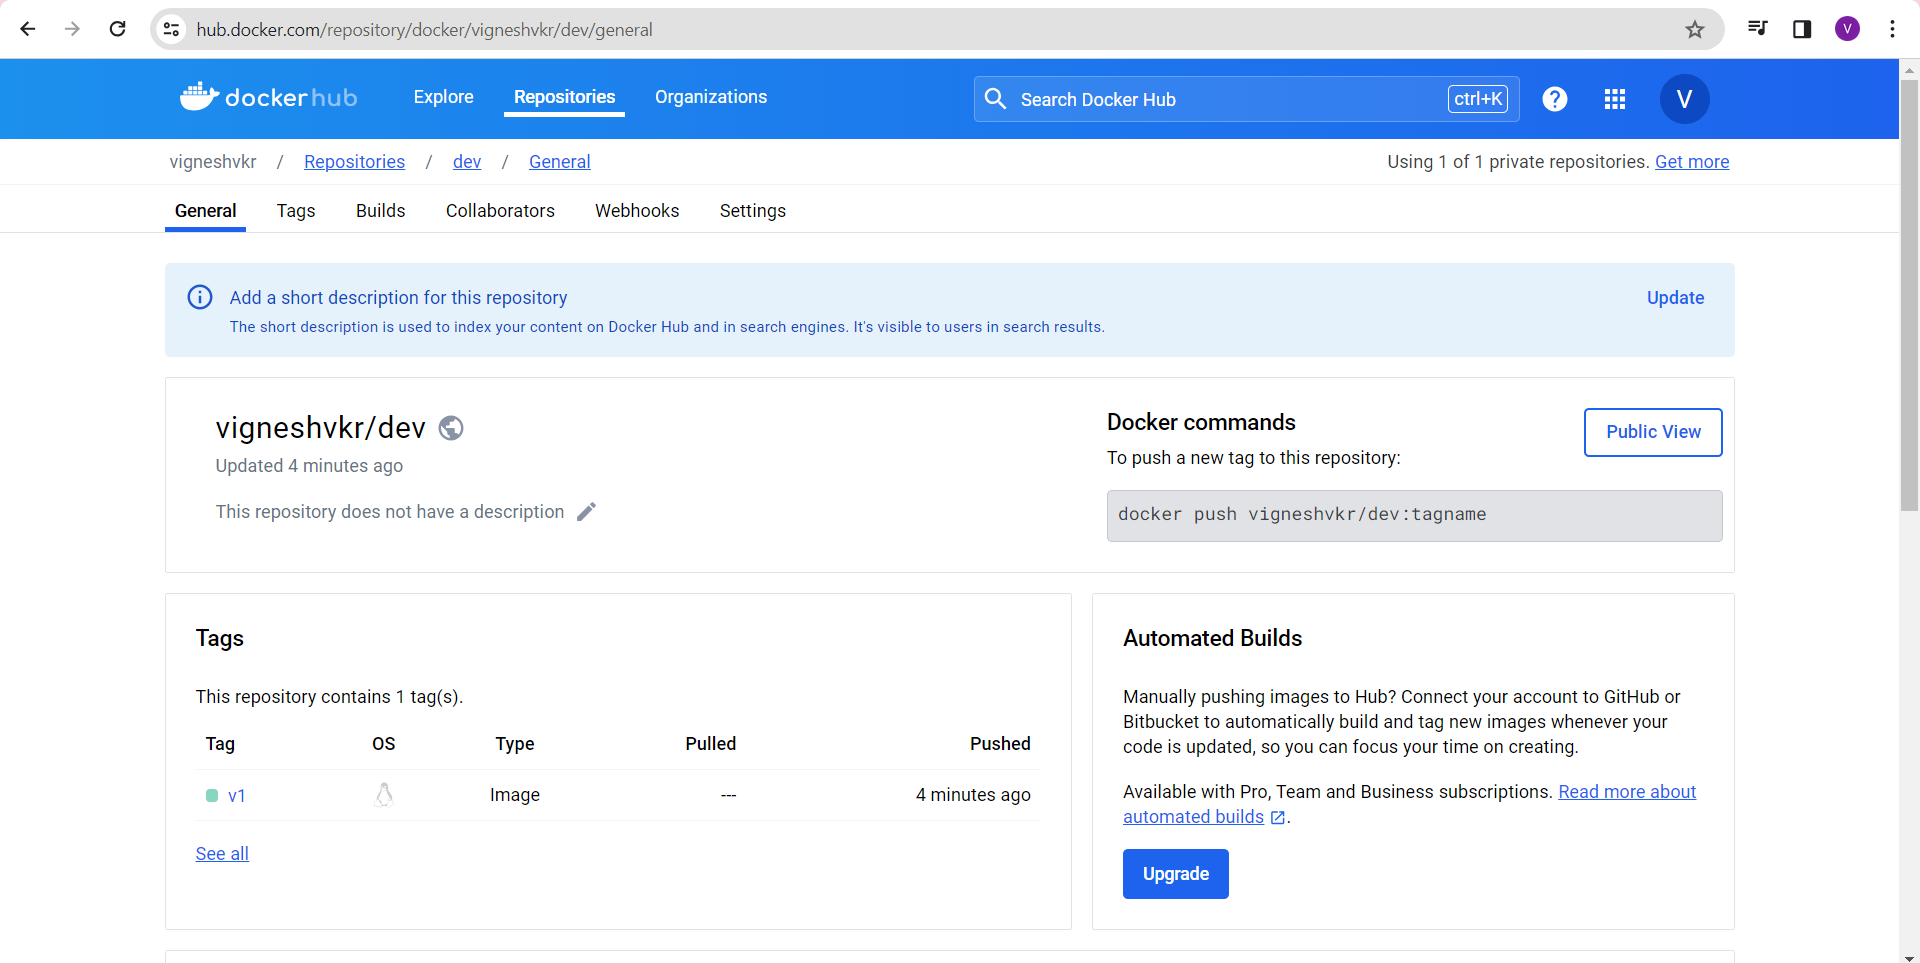 hub.docker.com/repository/docker/vigneshvkr/dev/general
V
dockerhub
Explore
Repositories
Organizations
Search Docker Hub
ctrl+K
?
V
vigneshvkr / Repositories / dev / General
Using 1 of 1 private repositories. Get more
General
Tags
Builds
Collaborators
Webhooks
Settings
Add a short description for this repository
Update
The short description is used to index your content on Docker Hub and in search engines. It's visible to users in search results.
vigneshvkr/dev
Updated 4 minutes ago
This repository does not have a description
Docker commands
Public View
To push a new tag to this repository:
docker push vigneshvkr/dev:tagname
Tags
This repository contains 1 tag(s).
Tag OS Type Pulled Pushed
v1 Image --- 4 minutes ago
See all
Automated Builds
Manually pushing images to Hub? Connect your account to GitHub or
Bitbucket to automatically build and tag new images whenever your
code is updated, so you can focus your time on creating.
Available with Pro, Team and Business subscriptions. Read more about
automated builds .
Upgrade